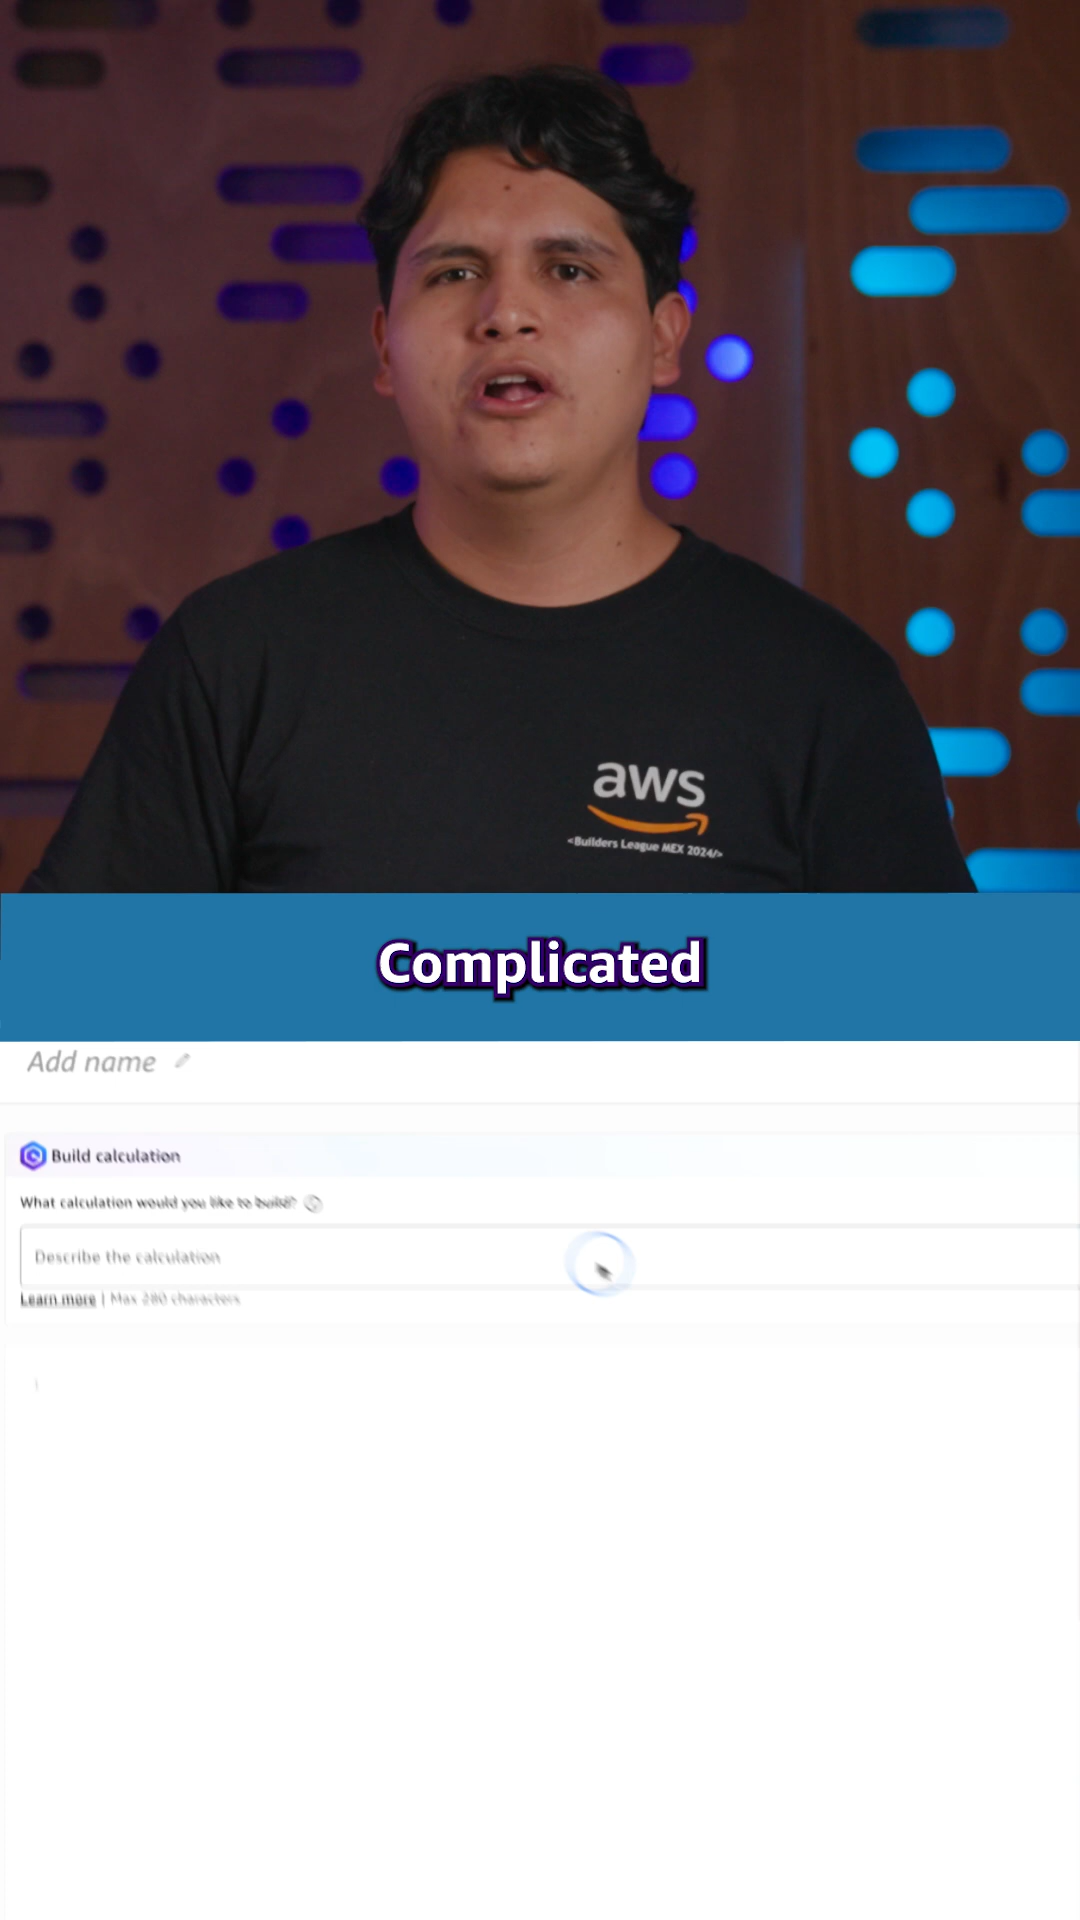 aws
<Builders League MEX 2024/>
Complicated
Add name
Build calculation
What calculation would you like to build?
Describe the calculation
Learn more | Max 280 characters